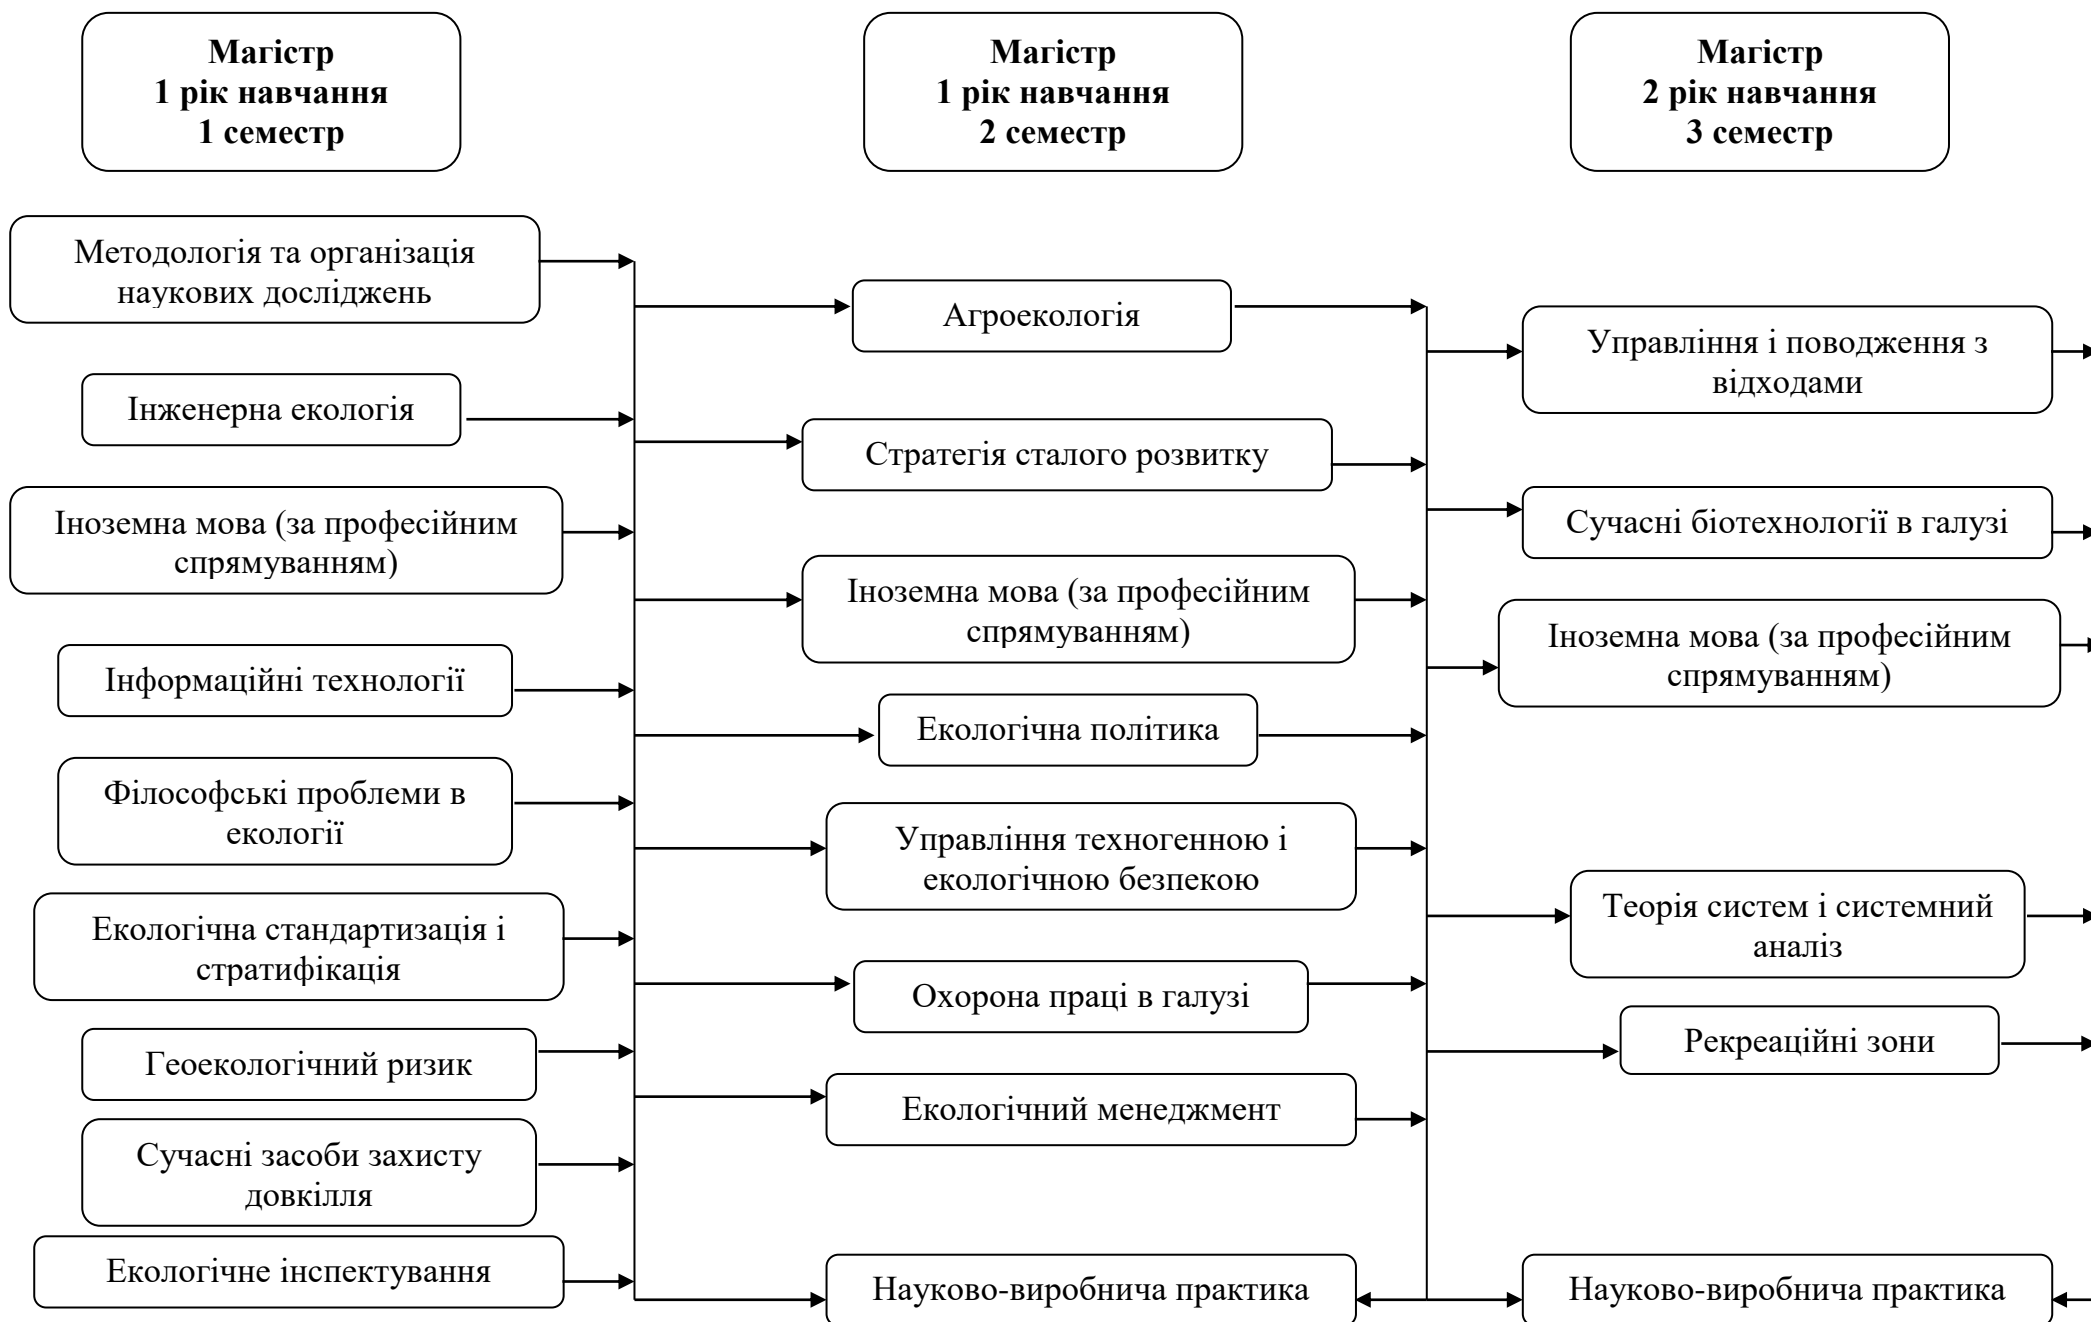 Магістр
1 рік навчання
1 семестр
Магістр
1 рік навчання
2 семестр
Магістр
2 рік навчання
3 семестр
Методологія та організація
наукових досліджень
Інженерна екологія
Іноземна мова (за професійним
спрямуванням)
Інформаційні технології
Філософські проблеми в
екології
Екологічна стандартизація і
стратифікація
Геоекологічний ризик
Сучасні засоби захисту
довкілля
Екологічне інспектування
Агроекологія
Стратегія сталого розвитку
Іноземна мова (за професійним
спрямуванням)
Екологічна політика
Управління техногенною і
екологічною безпекою
Охорона праці в галузі
Екологічний менеджмент
Науково-виробнича практика
Управління і поводження з
відходами
Сучасні біотехнології в галузі
Іноземна мова (за професійним
спрямуванням)
Теорія систем і системний
аналіз
Рекреаційні зони
Науково-виробнича практика